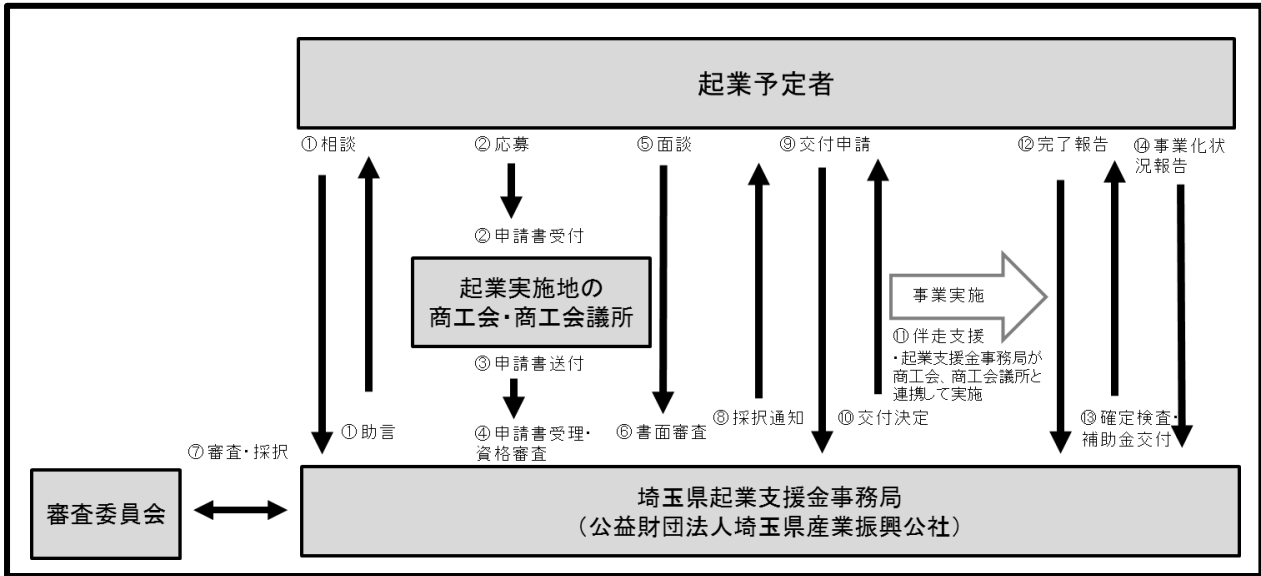 起業予定者
①相談
②応募
⑤面談
⑨交付申請
⑫完了報告
⑭事業化状
況報告
②申請書受付
起業実施地の
商工会・商工会議所
③申請書送付
事業実施
⑪伴走支援
・起業支援金事務局が
商工会、商工会議所と
連携して実施
①助言
④申請書受理・
資格審査
⑥書面審査
⑧採択通知
⑩交付決定
⑬確定検査・
補助金交付
⑦審査・採択
審査委員会
埼玉県起業支援金事務局
（公益財団法人埼玉県産業振興公社）